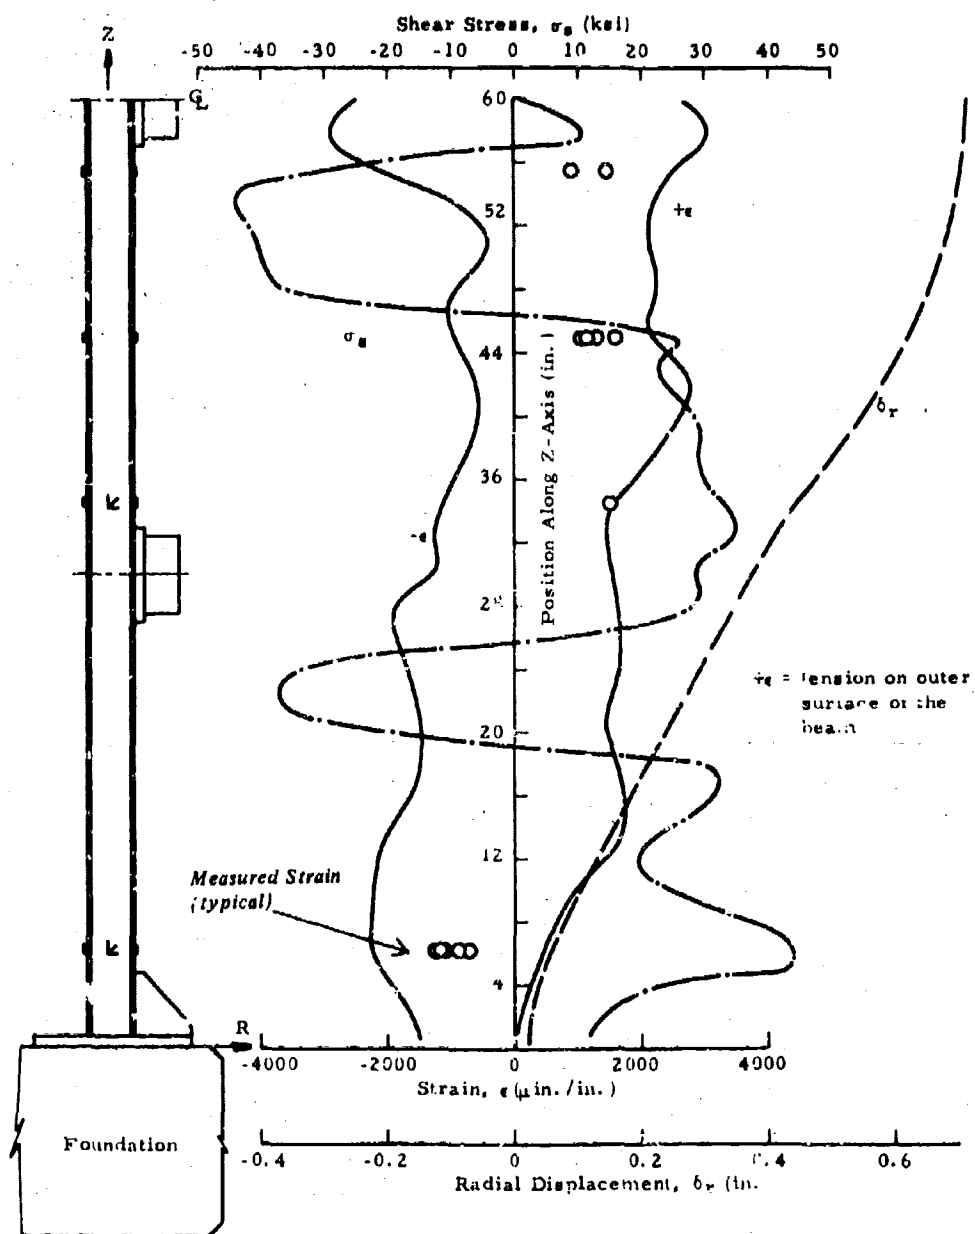 Shear Stress, σs (ksi)
-50 -40 -30 -20 -10 0 10 20 30 40 50
Z
℄
60
52
44
36
20
12
4
Position Along Z-Axis (in.)
+ε
σs
δr
-ε
+ε = tension on outer
surface of the
beam
Measured Strain
(typical)
R
-4000 -2000 0 2000 4000
Strain, ε (μin./in.)
Foundation
-0.4 -0.2 0 0.2 0.4 0.6
Radial Displacement, δr (in.